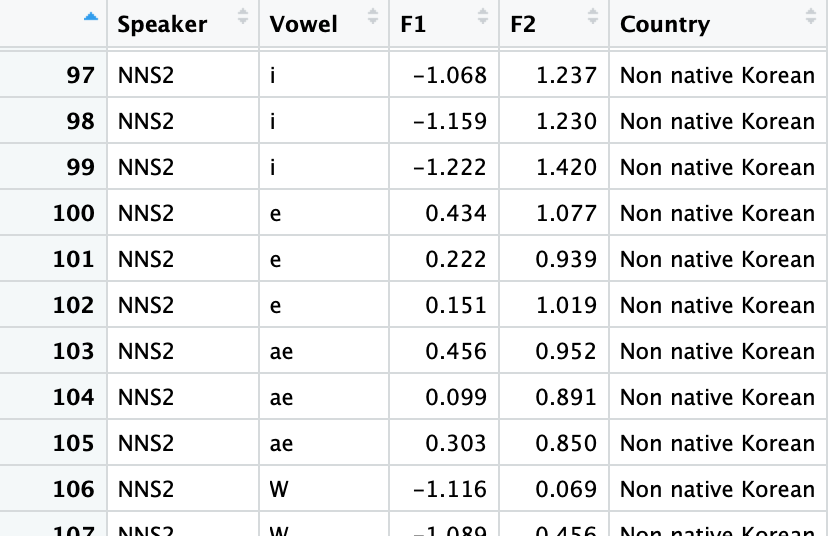 Speaker Vowel F1 F2 Country
97 NNS2 i −1.068 1.237 Non native Korean
98 NNS2 i −1.159 1.230 Non native Korean
99 NNS2 i −1.222 1.420 Non native Korean
100 NNS2 e 0.434 1.077 Non native Korean
101 NNS2 e 0.222 0.939 Non native Korean
102 NNS2 e 0.151 1.019 Non native Korean
103 NNS2 ae 0.456 0.952 Non native Korean
104 NNS2 ae 0.099 0.891 Non native Korean
105 NNS2 ae 0.303 0.850 Non native Korean
106 NNS2 W −1.116 0.069 Non native Korean
107 NNS2 W −1.089 0.456 Non native Korean